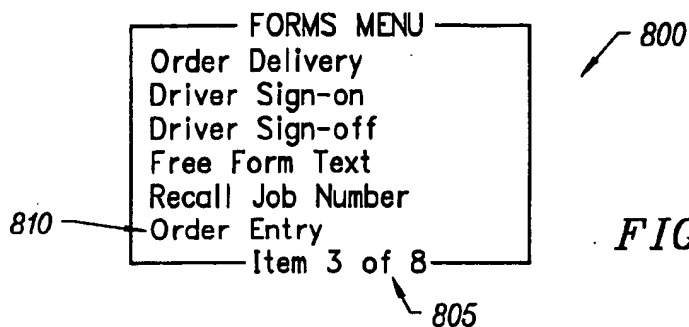 FORMS MENU
800
Order Delivery
Driver Sign-on
Driver Sign-off
Free Form Text
Recall Job Number
810
Order Entry
FIG
Item 3 of 8
805